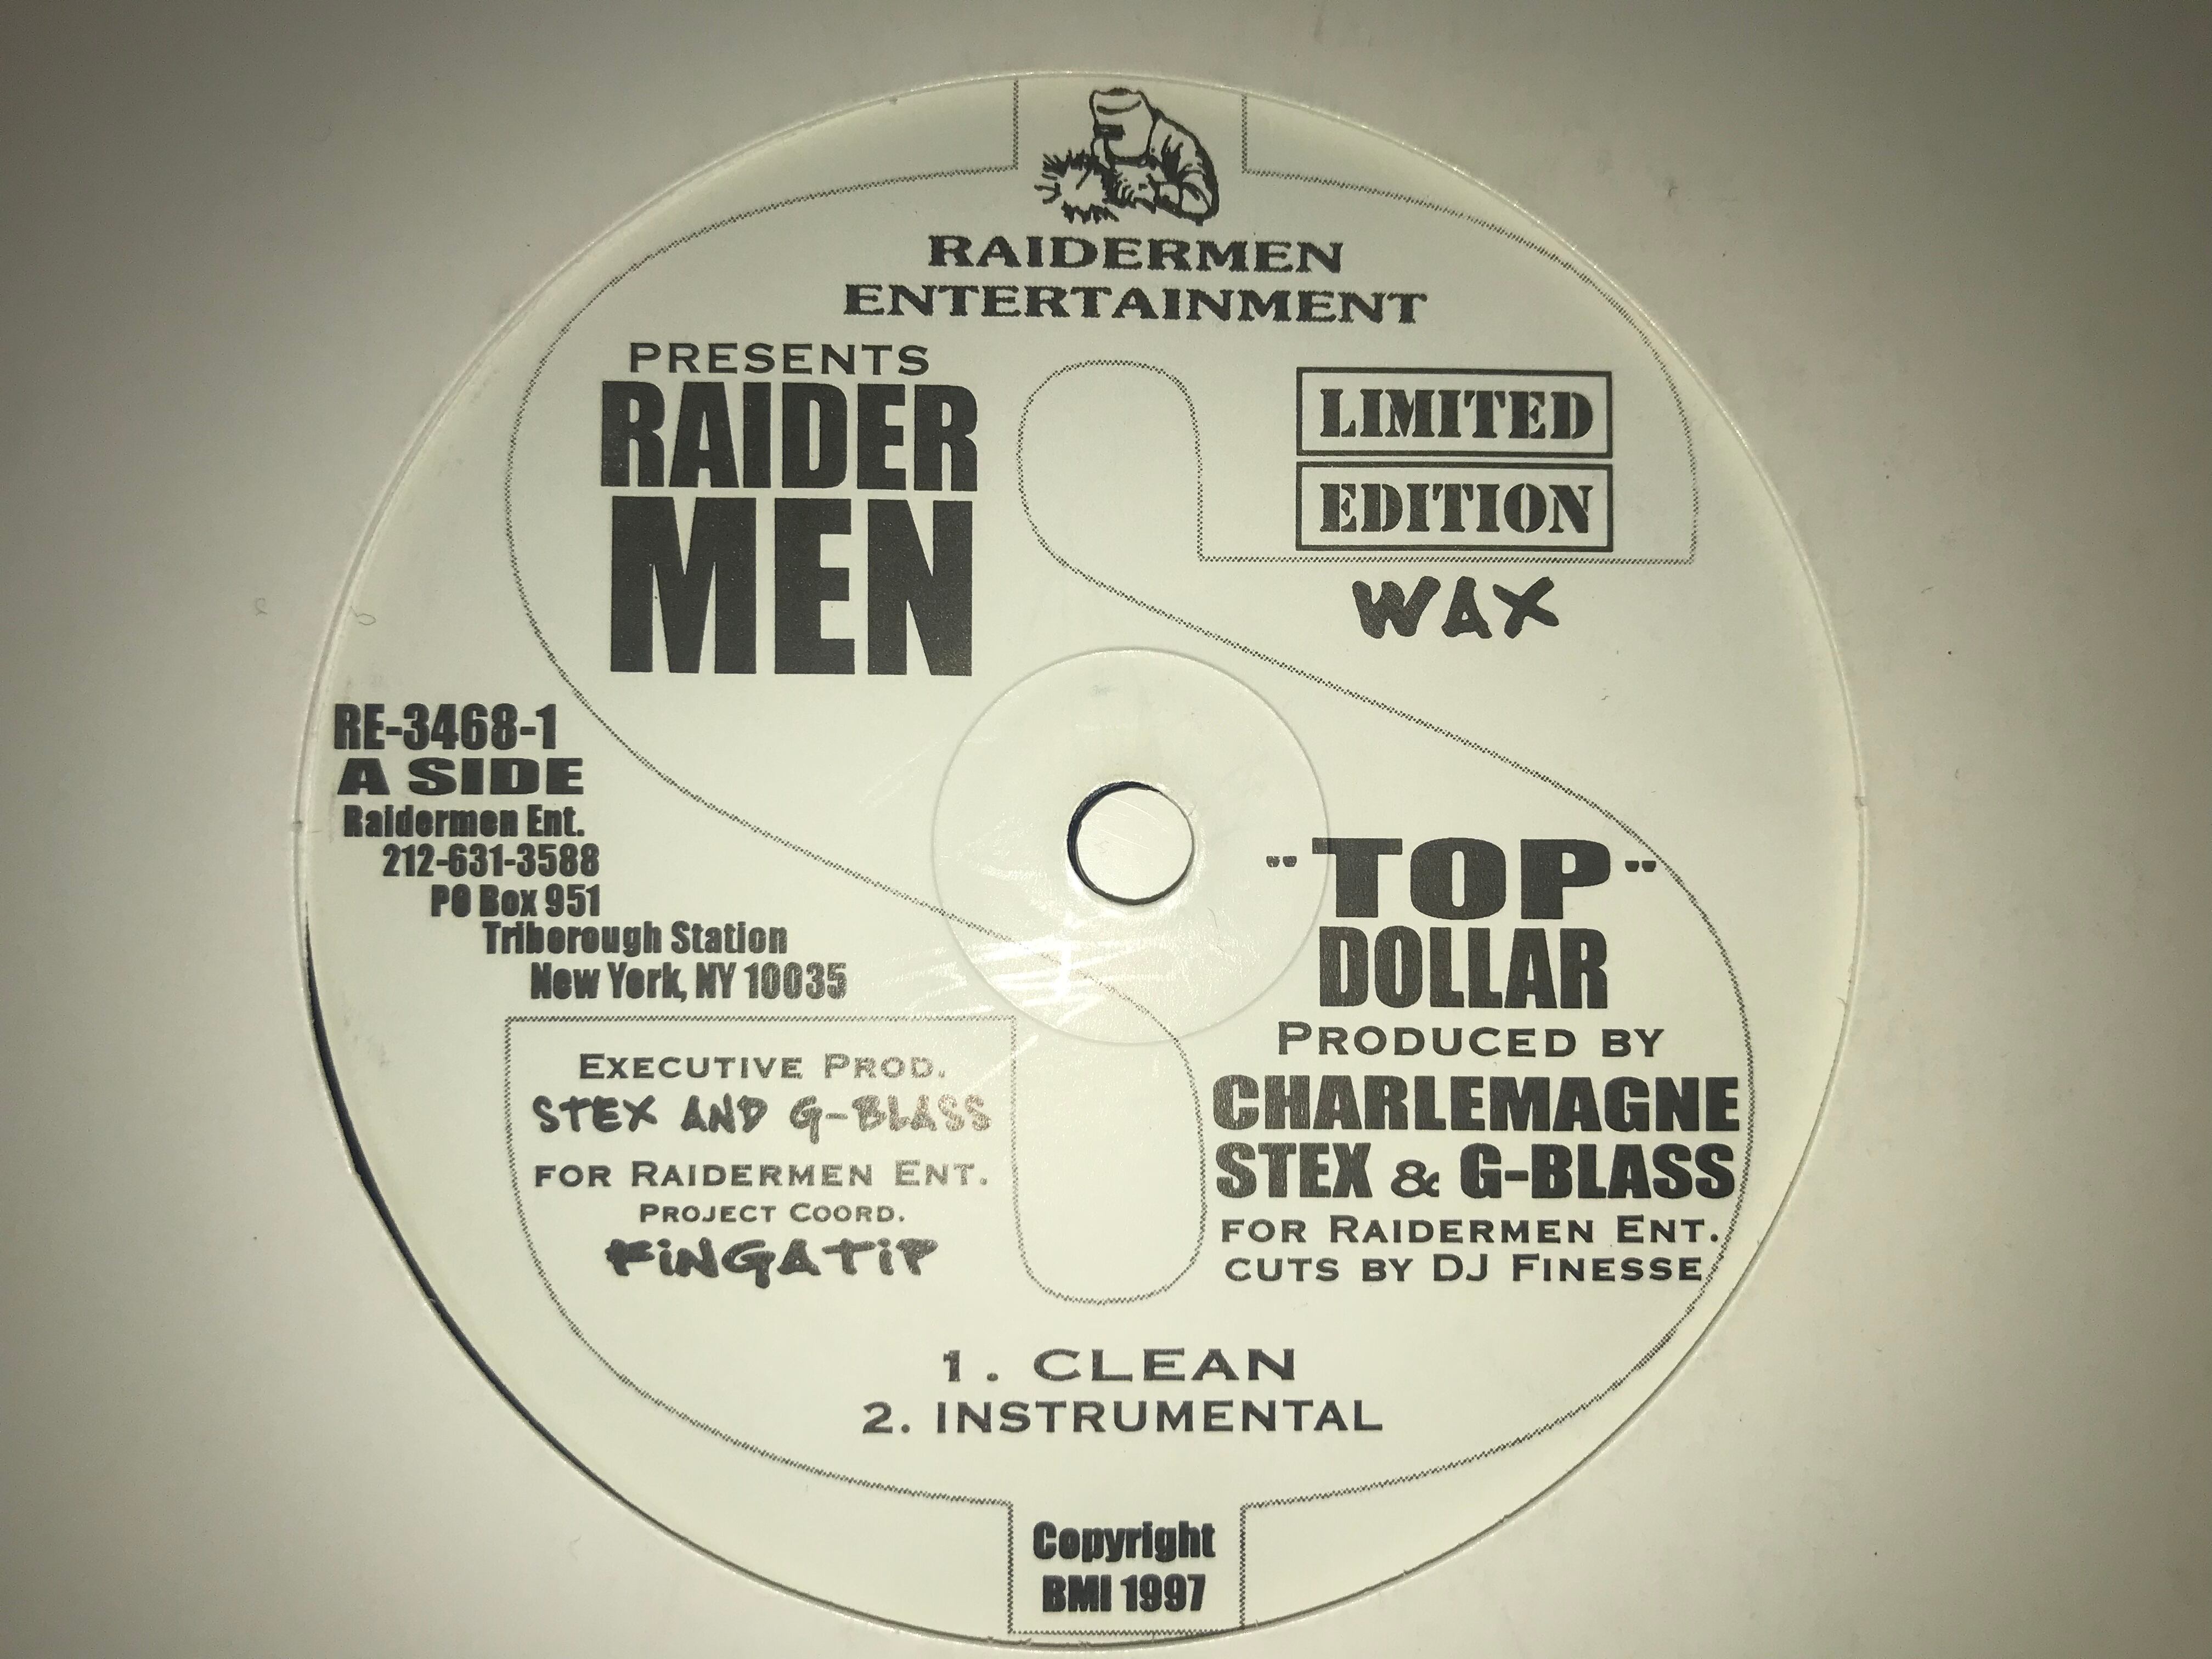 RAIDERMEN
ENTERTAINMENT
PRESENTS
RAIDER
MEN
LIMITED
EDITION
WAX
RE-3468-1
A SIDE
Raidermen Ent.
212-631-3588
PO Box 951
Triborough Station
New York, NY 10035
"TOP"
DOLLAR
PRODUCED BY
CHARLEMAGNE
STEX & G-BLASS
FOR RAIDERMEN ENT.
CUTS BY DJ FINESSE
EXECUTIVE PROD.
STEX AND G-BLASS
FOR RAIDERMEN ENT.
PROJECT COORD.
FiNGATiP
1. CLEAN
2. INSTRUMENTAL
Copyright
BMI 1997